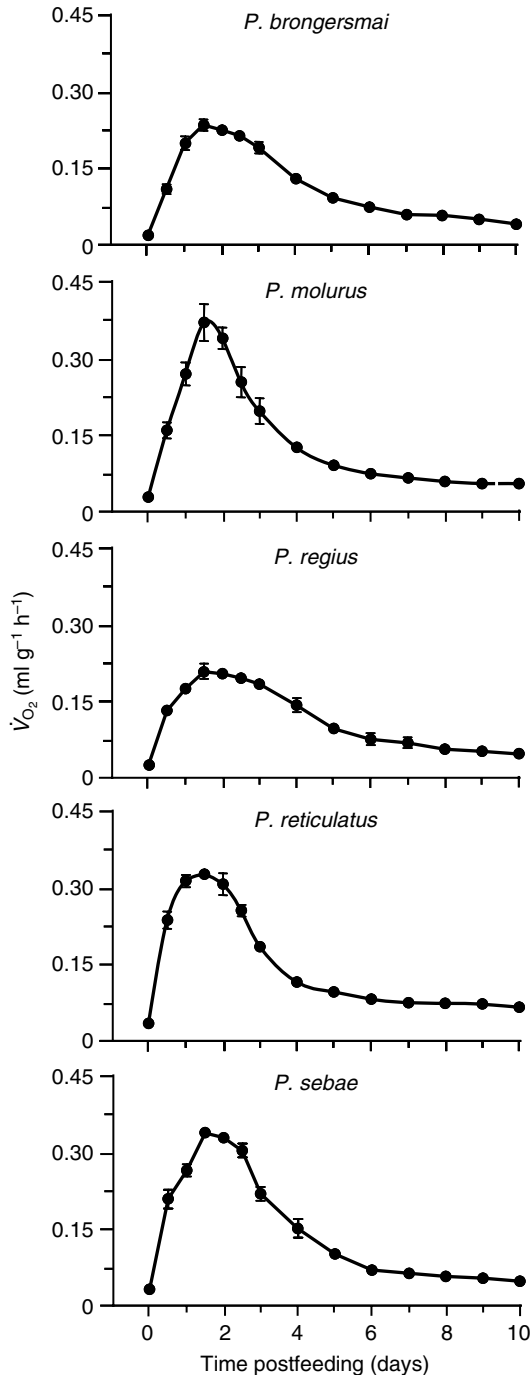 0.45
P. brongersmai
0.30
0.15
0
0.45
P. molurus
0.30
0.15
0
0.45
P. regius
0.30
0.15
0
V̇O₂ (ml g⁻¹ h⁻¹)
0.45
P. reticulatus
0.30
0.15
0
0.45
P. sebae
0.30
0.15
0
0 2 4 6 8 10
Time postfeeding (days)